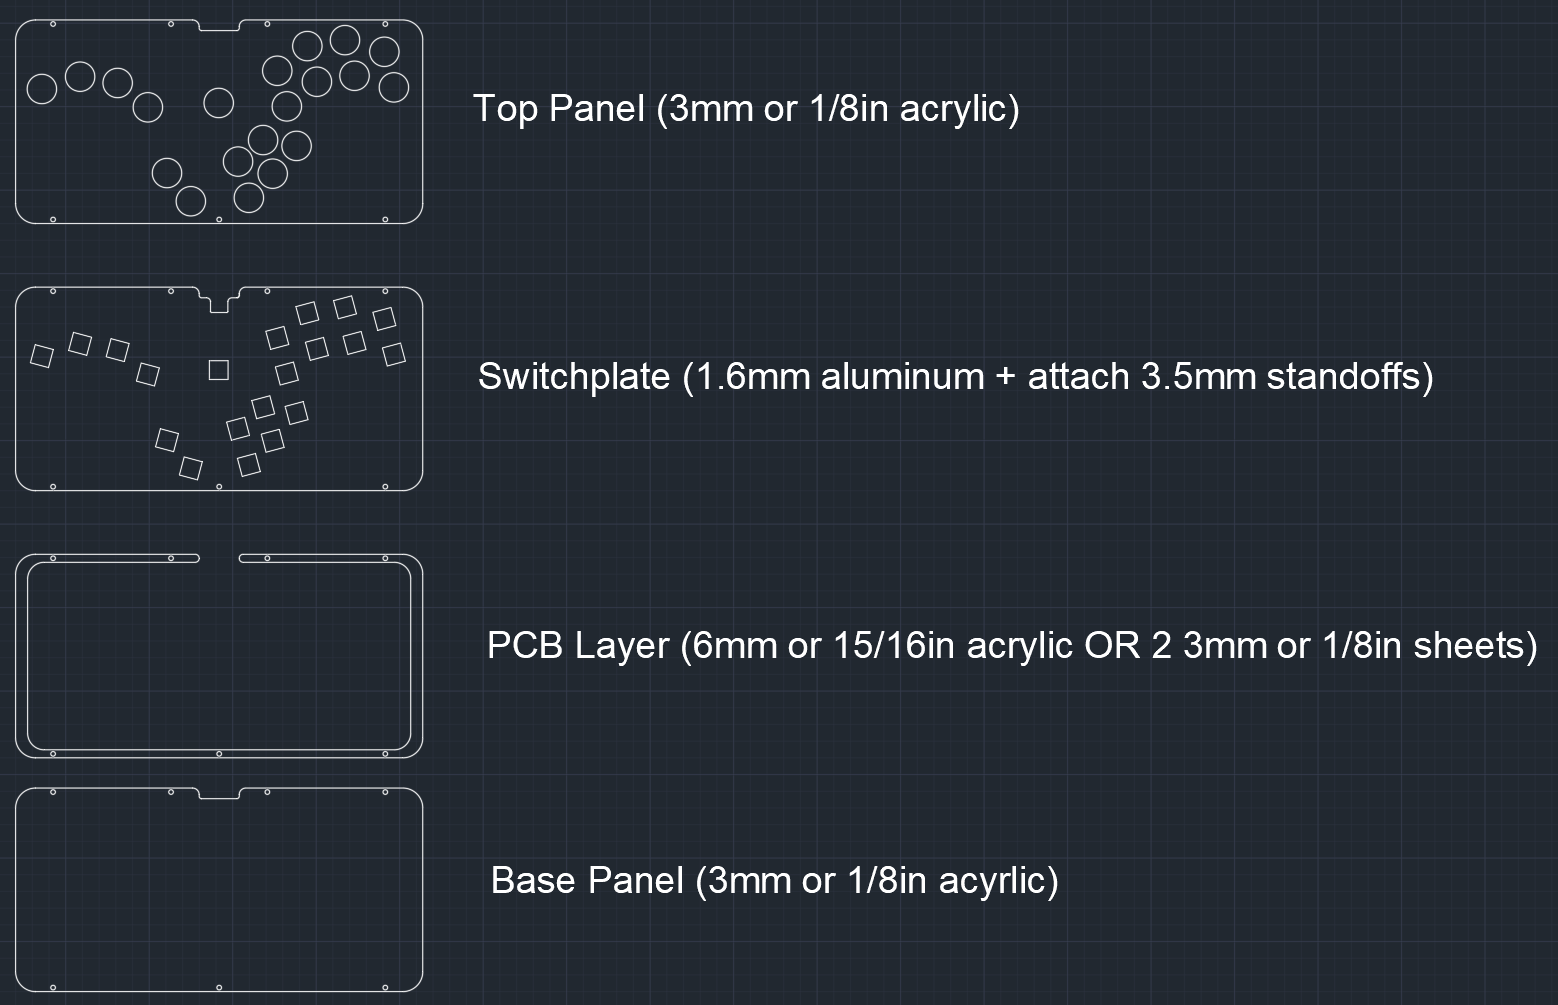 Top Panel (3mm or 1/8in acrylic)
Switchplate (1.6mm aluminum + attach 3.5mm standoffs)
PCB Layer (6mm or 15/16in acrylic OR 2 3mm or 1/8in sheets)
Base Panel (3mm or 1/8in acyrlic)